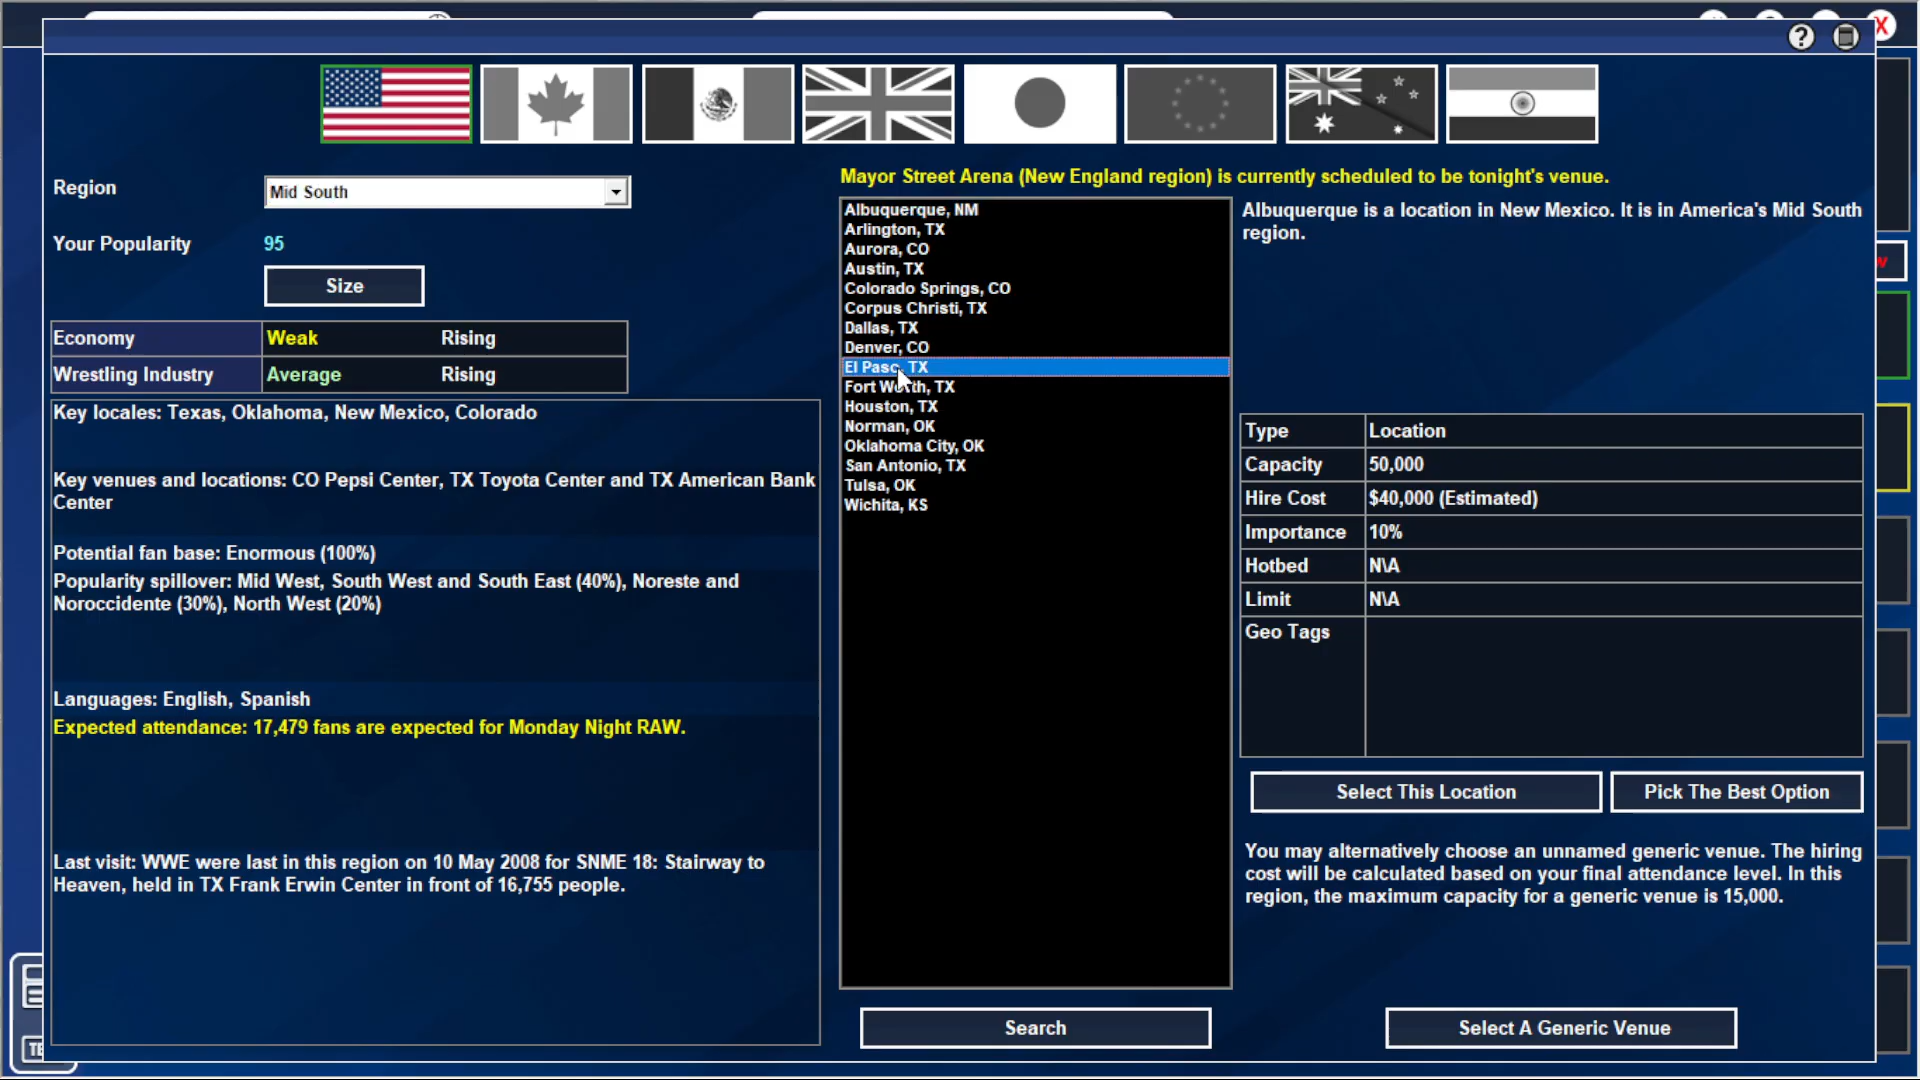 X
?
Region
Mid South
Your Popularity
95
Size
Economy
Weak
Rising
Wrestling Industry
Average
Rising
Key locales: Texas, Oklahoma, New Mexico, Colorado
Key venues and locations: CO Pepsi Center, TX Toyota Center and TX American Bank
Center
Potential fan base: Enormous (100%)
Popularity spillover: Mid West, South West and South East (40%), Noreste and
Noroccidente (30%), North West (20%)
Languages: English, Spanish
Expected attendance: 17,479 fans are expected for Monday Night RAW.
Last visit: WWE were last in this region on 10 May 2008 for SNME 18: Stairway to
Heaven, held in TX Frank Erwin Center in front of 16,755 people.
Mayor Street Arena (New England region) is currently scheduled to be tonight's venue.
Albuquerque, NM
Arlington, TX
Aurora, CO
Austin, TX
Colorado Springs, CO
Corpus Christi, TX
Dallas, TX
Denver, CO
El Paso, TX
Fort Worth, TX
Houston, TX
Norman, OK
Oklahoma City, OK
San Antonio, TX
Tulsa, OK
Wichita, KS
Search
Albuquerque is a location in New Mexico. It is in America's Mid South
region.
Type
Location
Capacity
50,000
Hire Cost
$40,000 (Estimated)
Importance
10%
Hotbed
N\A
Limit
N\A
Geo Tags
Select This Location
Pick The Best Option
You may alternatively choose an unnamed generic venue. The hiring
cost will be calculated based on your final attendance level. In this
region, the maximum capacity for a generic venue is 15,000.
Select A Generic Venue